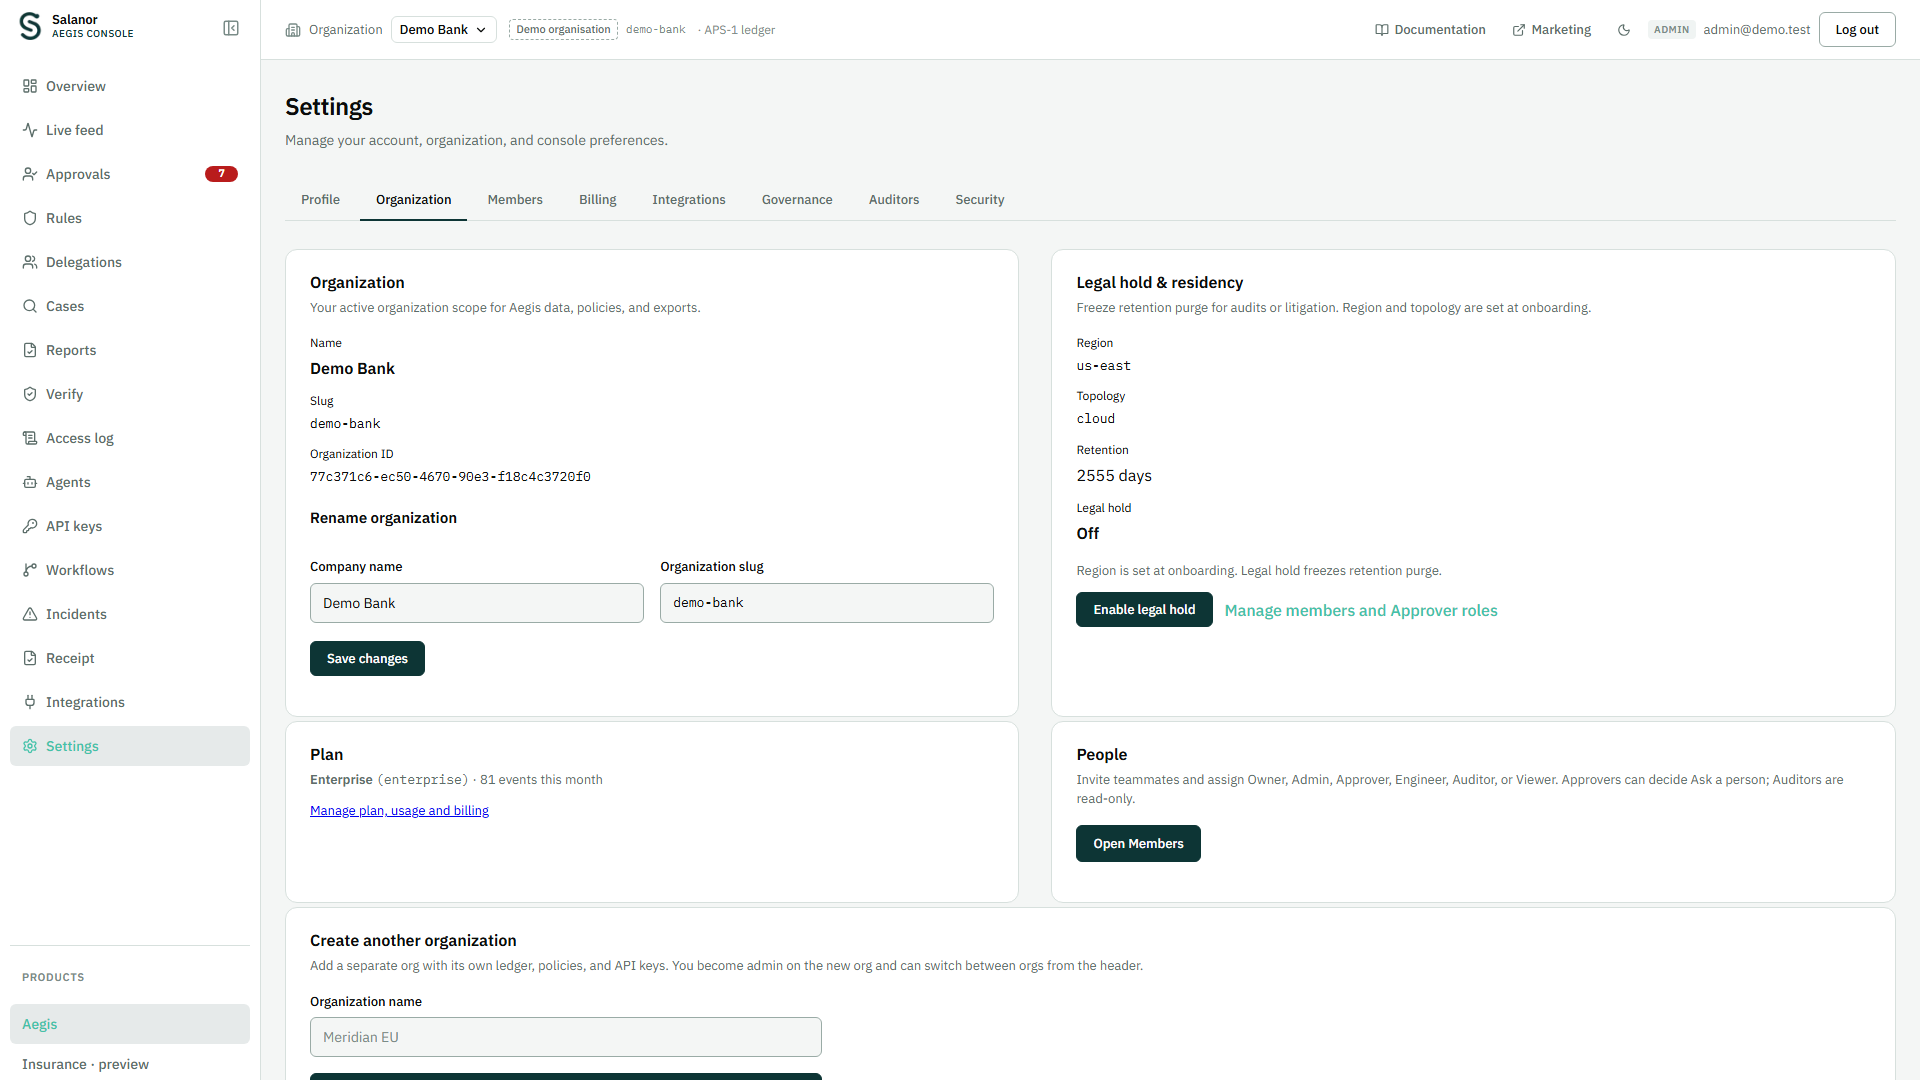 Salanor
AEGIS CONSOLE
Overview
Live feed
Approvals
7
Rules
Delegations
Cases
Reports
Verify
Access log
Agents
API keys
Workflows
Incidents
Receipt
Integrations
Settings
PRODUCTS
Aegis
Insurance · preview
Organization
Demo Bank
Demo organisation
demo-bank
· APS-1 ledger
Documentation
Marketing
ADMIN
admin@demo.test
Log out
Settings
Manage your account, organization, and console preferences.
Profile
Organization
Members
Billing
Integrations
Governance
Auditors
Security
Organization
Your active organization scope for Aegis data, policies, and exports.
Name
Demo Bank
Slug
demo-bank
Organization ID
77c371c6-ec50-4670-90e3-f18c4c3720f0
Rename organization
Company name
Demo Bank
Organization slug
demo-bank
Save changes
Legal hold & residency
Freeze retention purge for audits or litigation. Region and topology are set at onboarding.
Region
us-east
Topology
cloud
Retention
2555 days
Legal hold
Off
Region is set at onboarding. Legal hold freezes retention purge.
Enable legal hold
Manage members and Approver roles
Plan
Enterprise (enterprise) · 81 events this month
Manage plan, usage and billing
People
Invite teammates and assign Owner, Admin, Approver, Engineer, Auditor, or Viewer. Approvers can decide Ask a person; Auditors are
read-only.
Open Members
Create another organization
Add a separate org with its own ledger, policies, and API keys. You become admin on the new org and can switch between orgs from the header.
Organization name
Meridian EU